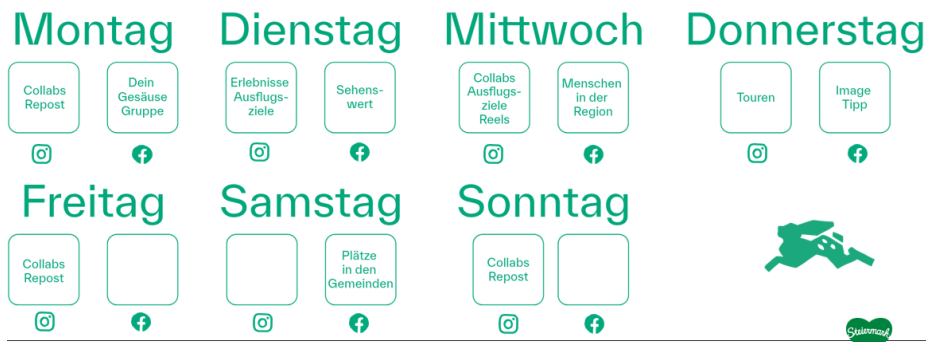 Montag
Dienstag
Mittwoch
Donnerstag
Collabs
Repost
Dein
Gesäuse
Gruppe
Erlebnisse
Ausflugs-
ziele
Sehens-
wert
Collabs
Ausflugs-
ziele
Reels
Menschen
in der
Region
Touren
Image
Tipp
Freitag
Samstag
Sonntag
Collabs
Repost
Plätze
in den
Gemeinden
Collabs
Repost
Steiermark